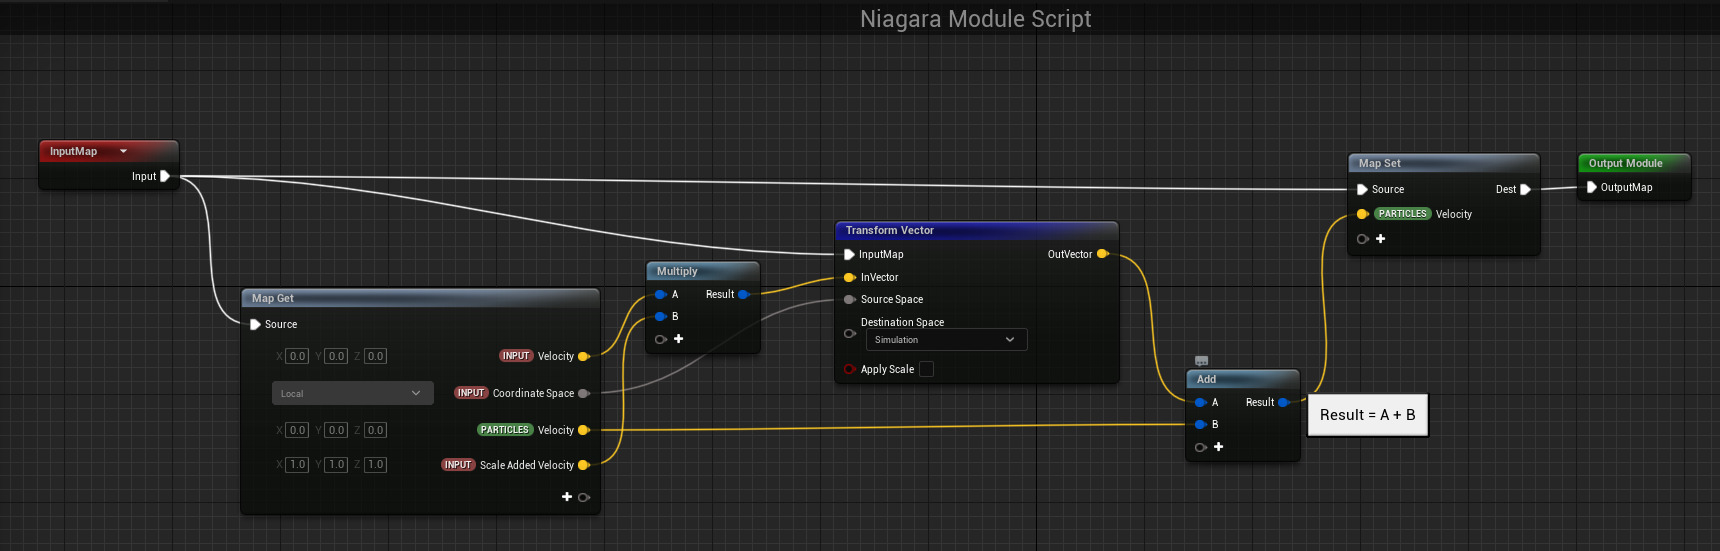 Niagara Module Script
InputMap
Input
Map Get
Source
X 0.0 Y 0.0 Z 0.0 INPUT Velocity
Local INPUT Coordinate Space
X 0.0 Y 0.0 Z 0.0 PARTICLES Velocity
X 1.0 Y 1.0 Z 1.0 INPUT Scale Added Velocity
Multiply
A Result
B
Transform Vector
InputMap OutVector
InVector
Source Space
Destination Space
Simulation
Apply Scale
Add
A Result
B
Result = A + B
Map Set
Source Dest
PARTICLES Velocity
Output Module
OutputMap